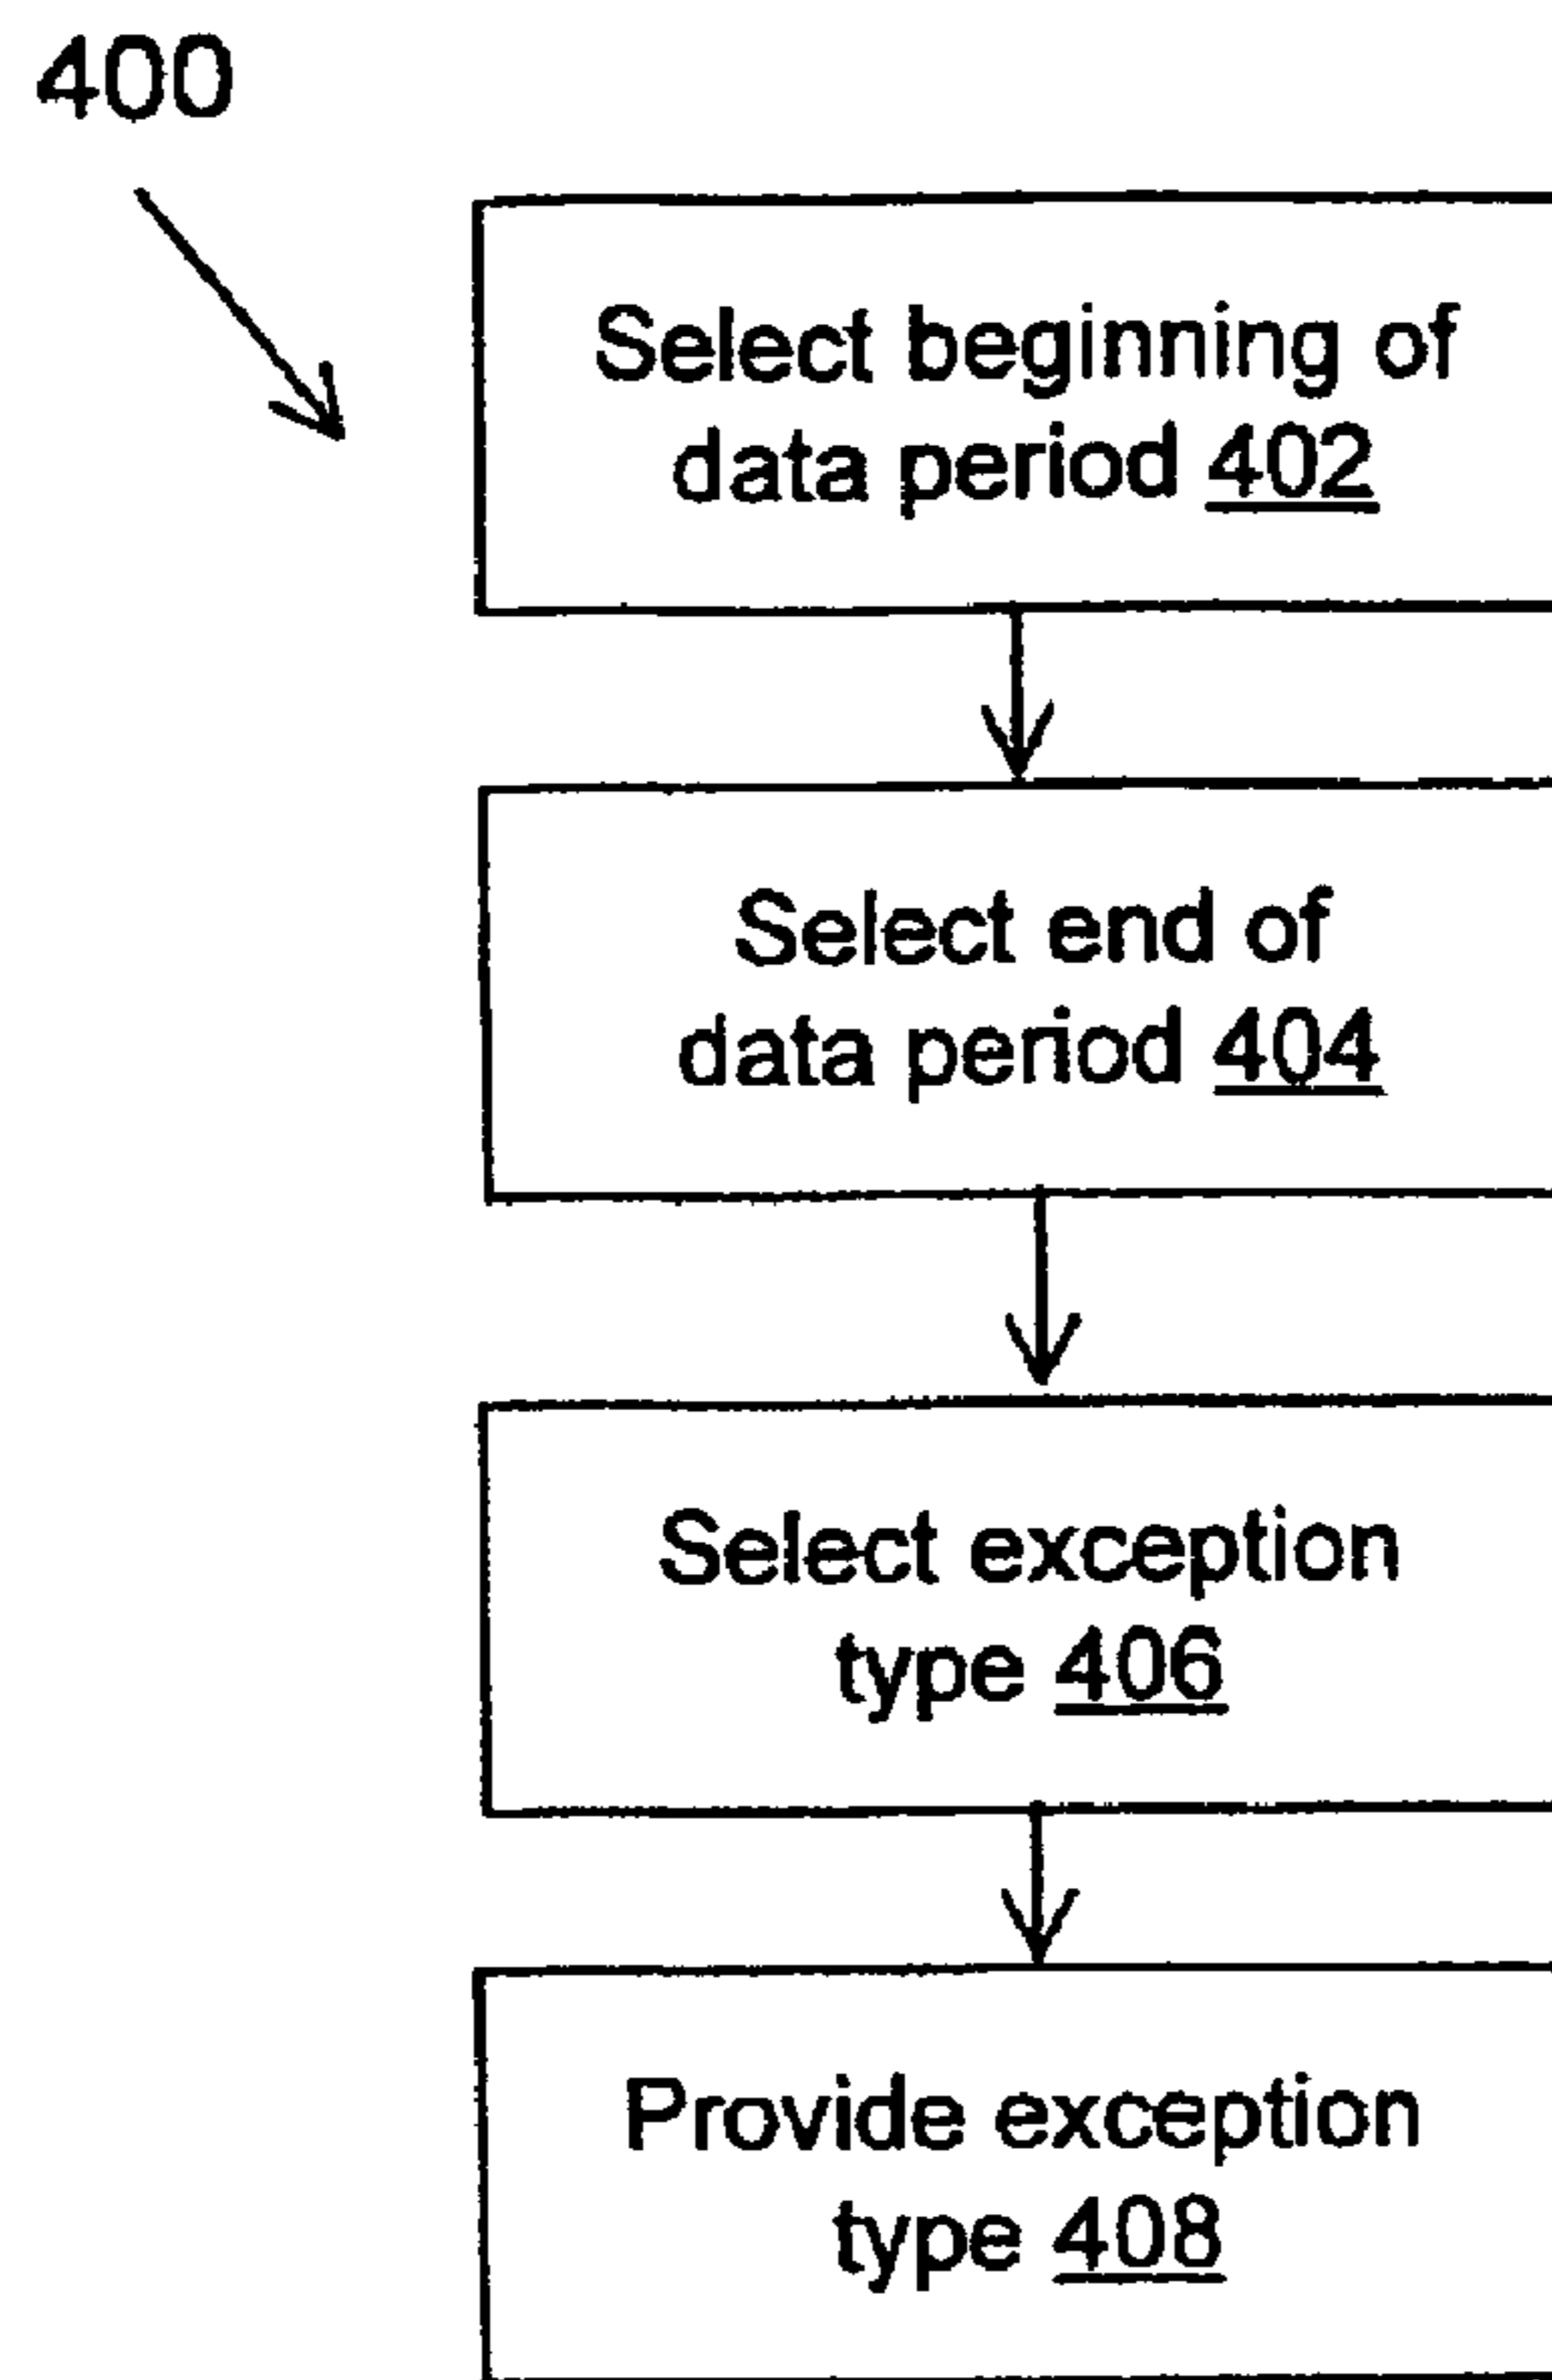 400
Select beginning of
data period 402
Select end of
data period 404
Select exception
type 406
Provide exception
type 408